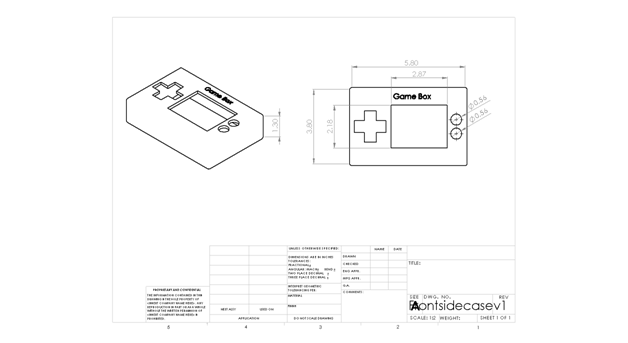 Game Box
1.30
5.80
2.87
Game Box
3.80
2.18
Ø0.56
Ø0.56
UNLESS OTHERWISE SPECIFIED:
NAME DATE
DIMENSIONS ARE IN INCHES
TOLERANCES:
FRACTIONAL±
TWO PLACE DECIMAL ±
THREE PLACE DECIMAL ±
DRAWN
CHECKED
ENG APPR.
MFG APPR.
Q.A.
COMMENTS:
INTERPRET GEOMETRIC
TOLERANCING PER:
MATERIAL
FINISH
TITLE:
SIZE DWG. NO. REV
A
Frontsidecasev1
SCALE: 1:2 WEIGHT: SHEET 1 OF 1
PROPRIETARY AND CONFIDENTIAL
THE INFORMATION CONTAINED IN THIS
DRAWING IS THE SOLE PROPERTY OF
<INSERT COMPANY NAME HERE>. ANY
REPRODUCTION IN PART OR AS A WHOLE
WITHOUT THE WRITTEN PERMISSION OF
<INSERT COMPANY NAME HERE> IS
PROHIBITED.
NEXT ASSY USED ON
APPLICATION DO NOT SCALE DRAWING
5 4 3 2 1